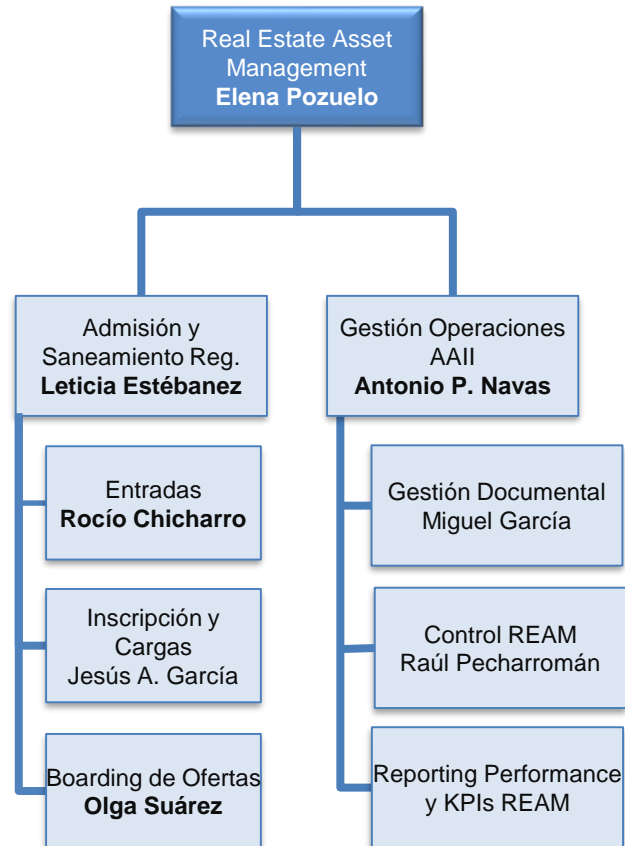 Real Estate Asset
Management
Elena Pozuelo
Admisión y
Saneamiento Reg.
Leticia Estébanez
Gestión Operaciones
AAII
Antonio P. Navas
Entradas
Rocío Chicharro
Gestión Documental
Miguel García
Inscripción y
Cargas
Jesús A. García
Control REAM
Raúl Pecharromán
Boarding de Ofertas
Olga Suárez
Reporting Performance
y KPIs REAM